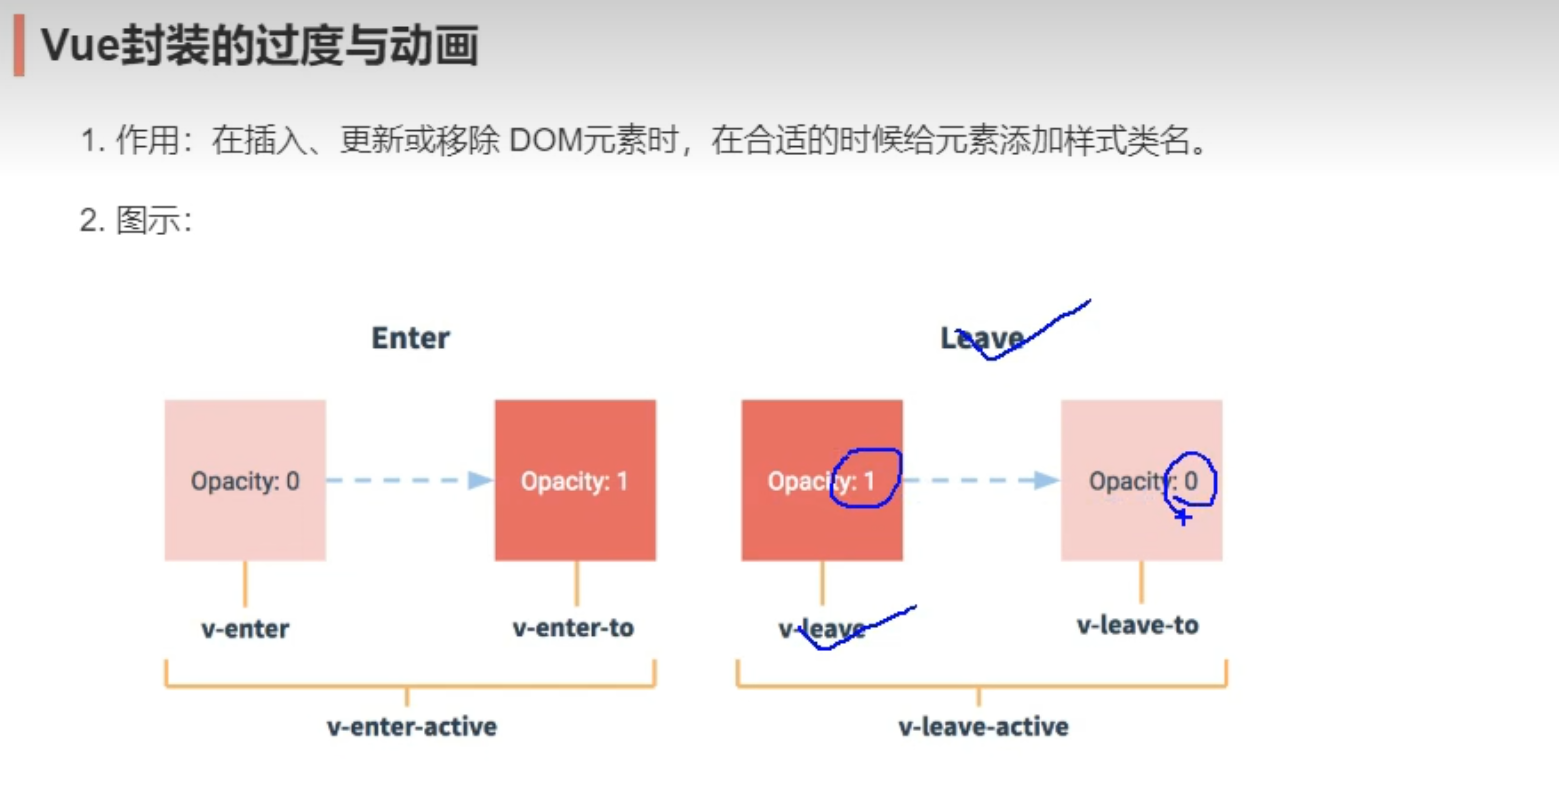 Vue封装的过度与动画
1. 作用：在插入、更新或移除 DOM元素时，在合适的时候给元素添加样式类名。
2. 图示：
Enter
Leave
Opacity: 0
Opacity: 1
Opacity: 1
Opacity: 0
v-enter
v-enter-to
v-leave
v-leave-to
v-enter-active
v-leave-active